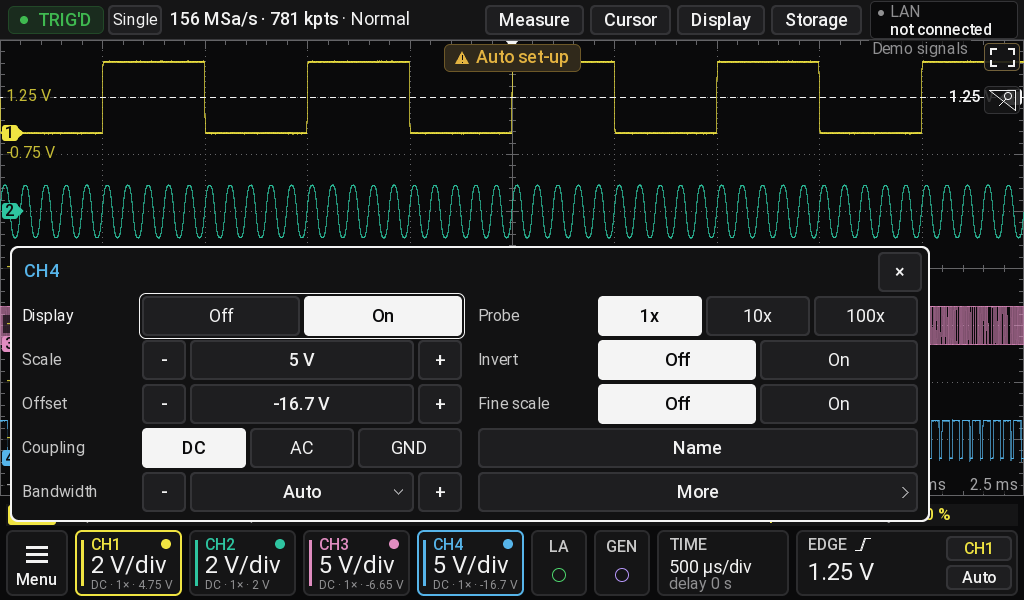 TRIG'D Single 156 MSa/s · 781 kpts · Normal Measure Cursor Display Storage LAN
not connected
Demo signals
Auto set-up
1.25 V 1.25
1
-0.75 V
2
CH4 ×
Display Off On Probe 1x 10x 100x
Scale - 5 V + Invert Off On
Offset - -16.7 V + Fine scale Off On
Coupling DC AC GND Name
Bandwidth - Auto + More
ms 2.5 ms
%
CH1 CH2 CH3 CH4 LA GEN TIME EDGE CH1
2 V/div 2 V/div 5 V/div 5 V/div 500 µs/div 1.25 V
Menu DC · 1× · 4.75 V DC · 1× · 2 V DC · 1× · -6.65 V DC · 1× · -16.7 V delay 0 s Auto